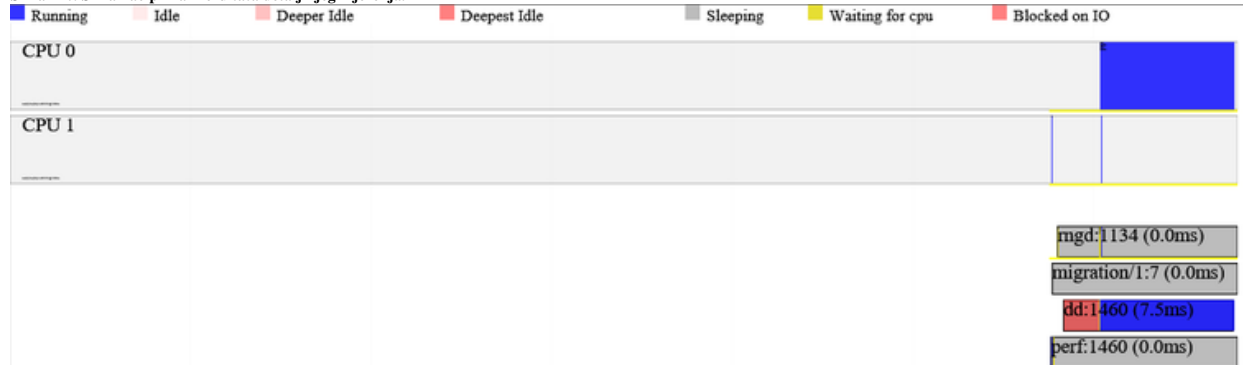 Running Idle Deeper Idle Deepest Idle Sleeping Waiting for cpu Blocked on IO
CPU 0
CPU 1
rngd:1134 (0.0ms)
migration/1:7 (0.0ms)
dd:1460 (7.5ms)
perf:1460 (0.0ms)